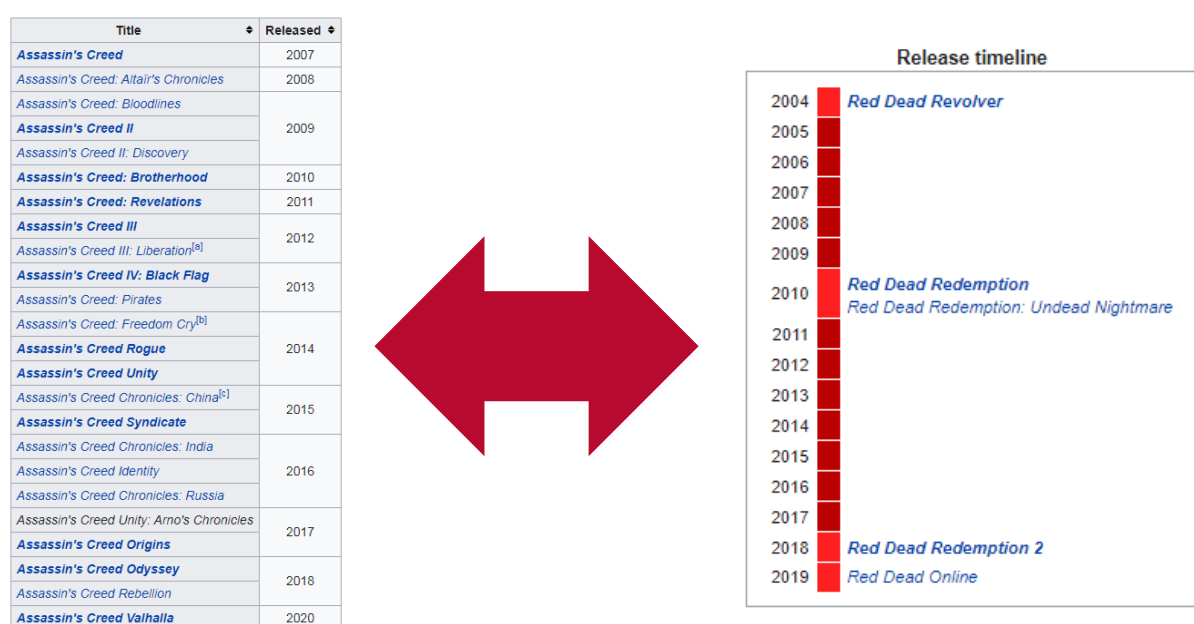 Title Released
Assassin's Creed 2007
Assassin's Creed: Altaïr's Chronicles 2008
Assassin's Creed: Bloodlines
Assassin's Creed II 2009
Assassin's Creed II: Discovery
Assassin's Creed: Brotherhood 2010
Assassin's Creed: Revelations 2011
Assassin's Creed III
2012
Assassin's Creed III: Liberation[a]
Assassin's Creed IV: Black Flag
2013
Assassin's Creed: Pirates
Assassin's Creed: Freedom Cry[b]
Assassin's Creed Rogue 2014
Assassin's Creed Unity
Assassin's Creed Chronicles: China[c]
2015
Assassin's Creed Syndicate
Assassin's Creed Chronicles: India
Assassin's Creed Identity 2016
Assassin's Creed Chronicles: Russia
Assassin's Creed Unity: Arno's Chronicles
2017
Assassin's Creed Origins
Assassin's Creed Odyssey
2018
Assassin's Creed Rebellion
Assassin's Creed Valhalla 2020
Release timeline
2004 Red Dead Revolver
2005
2006
2007
2008
2009
2010 Red Dead Redemption
Red Dead Redemption: Undead Nightmare
2011
2012
2013
2014
2015
2016
2017
2018 Red Dead Redemption 2
2019 Red Dead Online